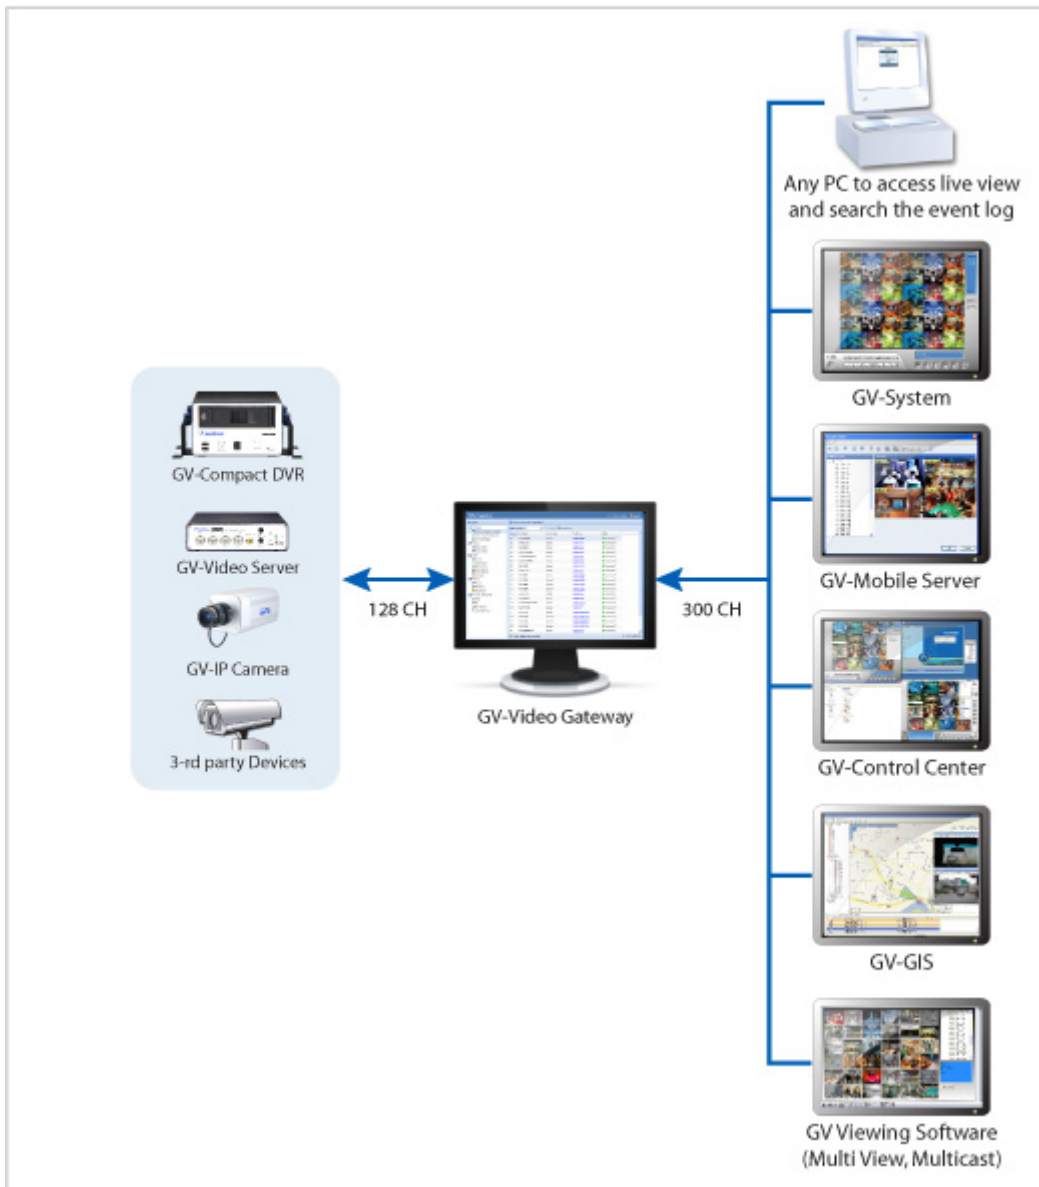 Any PC to access live view
and search the event log
GV-System
GV-Compact DVR
GV-Video Server
GV-Mobile Server
128 CH
300 CH
GV-IP Camera
GV-Video Gateway
3-rd party Devices
GV-Control Center
GV-GIS
GV Viewing Software
(Multi View, Multicast)